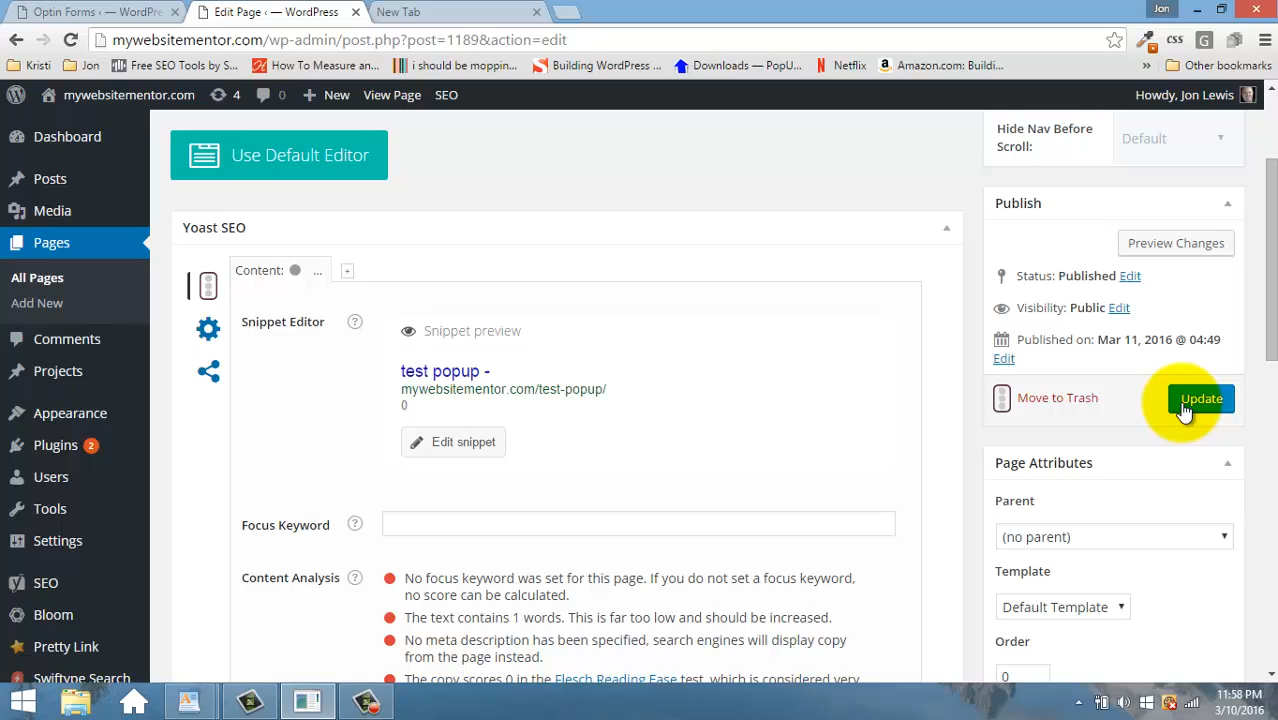 Jon
Optin Forms — WordPre
Edit Page ‹ — WordPress
New Tab
mywebsitementor.com/wp-admin/post.php?post=1189&action=edit
CSS
G
Kristi
Jon
Free SEO Tools by S...
How To Measure an...
i should be moppin...
Building WordPress ...
Downloads — PopU...
Netflix
Amazon.com: Buildi...
»
Other bookmarks
mywebsitementor.com
4
0
New
View Page
SEO
Howdy, Jon Lewis
Dashboard
Posts
Media
Pages
All Pages
Add New
Comments
Projects
Appearance
Plugins 2
Users
Tools
Settings
SEO
Bloom
Pretty Link
Swiftype Search
Use Default Editor
Yoast SEO
Content: ...
+
Snippet Editor ?
Snippet preview
test popup -
mywebsitementor.com/test-popup/
0
Edit snippet
Focus Keyword ?
Content Analysis ?
No focus keyword was set for this page. If you do not set a focus keyword,
no score can be calculated.
The text contains 1 words. This is far too low and should be increased.
No meta description has been specified, search engines will display copy
from the page instead.
The copy scores 0 in the Flesch Reading Ease test, which is considered very
Hide Nav Before
Scroll:
Default
Publish
Preview Changes
Status: Published Edit
Visibility: Public Edit
Published on: Mar 11, 2016 @ 04:49
Edit
Move to Trash
Update
Page Attributes
Parent
(no parent)
Template
Default Template
Order
0
11:58 PM
3/10/2016